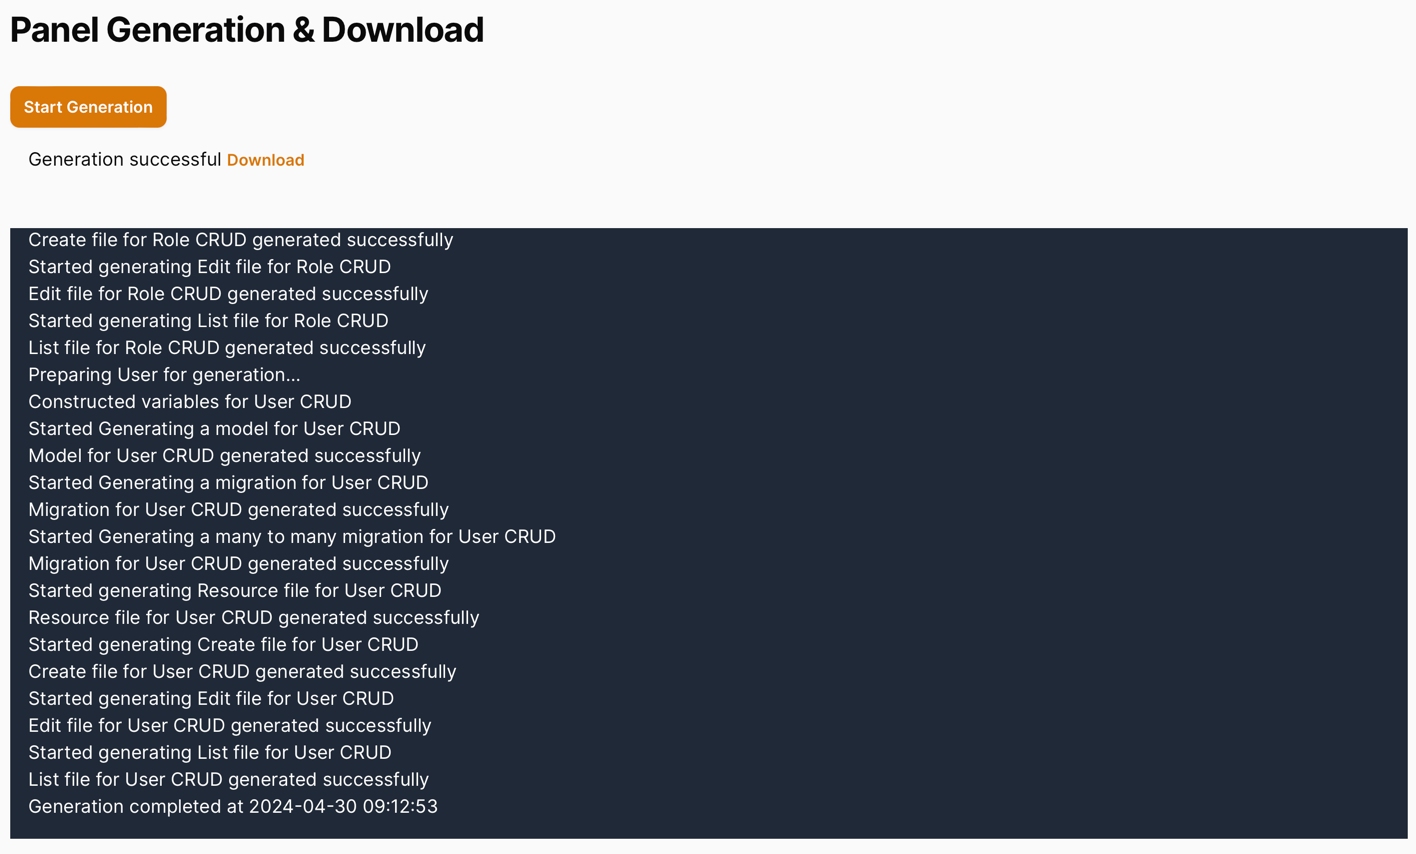 Panel Generation & Download
Start Generation
Generation successful Download
Create file for Role CRUD generated successfully
Started generating Edit file for Role CRUD
Edit file for Role CRUD generated successfully
Started generating List file for Role CRUD
List file for Role CRUD generated successfully
Preparing User for generation...
Constructed variables for User CRUD
Started Generating a model for User CRUD
Model for User CRUD generated successfully
Started Generating a migration for User CRUD
Migration for User CRUD generated successfully
Started Generating a many to many migration for User CRUD
Migration for User CRUD generated successfully
Started generating Resource file for User CRUD
Resource file for User CRUD generated successfully
Started generating Create file for User CRUD
Create file for User CRUD generated successfully
Started generating Edit file for User CRUD
Edit file for User CRUD generated successfully
Started generating List file for User CRUD
List file for User CRUD generated successfully
Generation completed at 2024-04-30 09:12:53